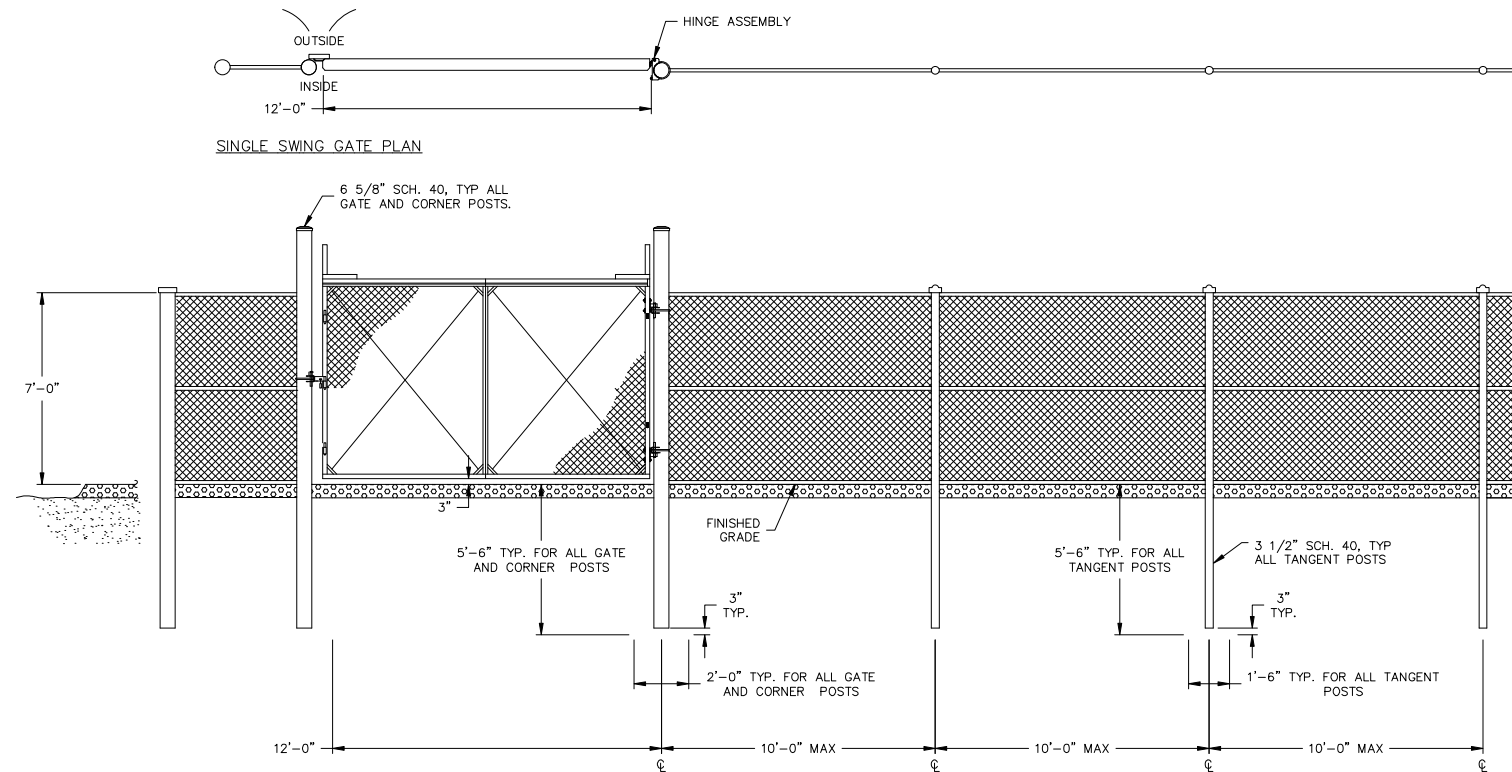 HINGE ASSEMBLY
OUTSIDE
INSIDE
12'-0"
SINGLE SWING GATE PLAN
6 5/8" SCH. 40, TYP ALL
GATE AND CORNER POSTS.
7'-0"
3"
FINISHED
GRADE
5'-6" TYP. FOR ALL GATE
AND CORNER POSTS
5'-6" TYP. FOR ALL
TANGENT POSTS
3 1/2" SCH. 40, TYP
ALL TANGENT POSTS
3"
TYP.
3"
TYP.
2'-0" TYP. FOR ALL GATE
AND CORNER POSTS
1'-6" TYP. FOR ALL TANGENT
POSTS
12'-0"
10'-0" MAX
10'-0" MAX
10'-0" MAX
℄
℄
℄
℄